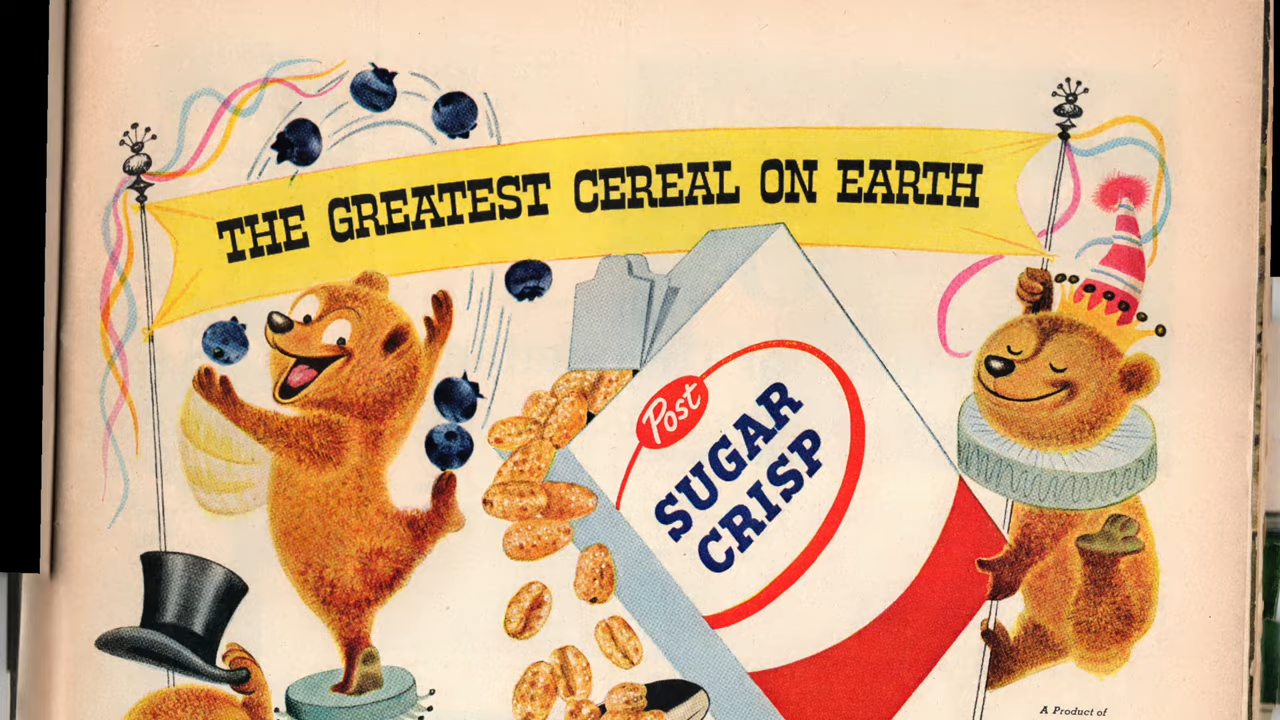 THE GREATEST CEREAL ON EARTH
Post
SUGAR
CRISP
A Product of